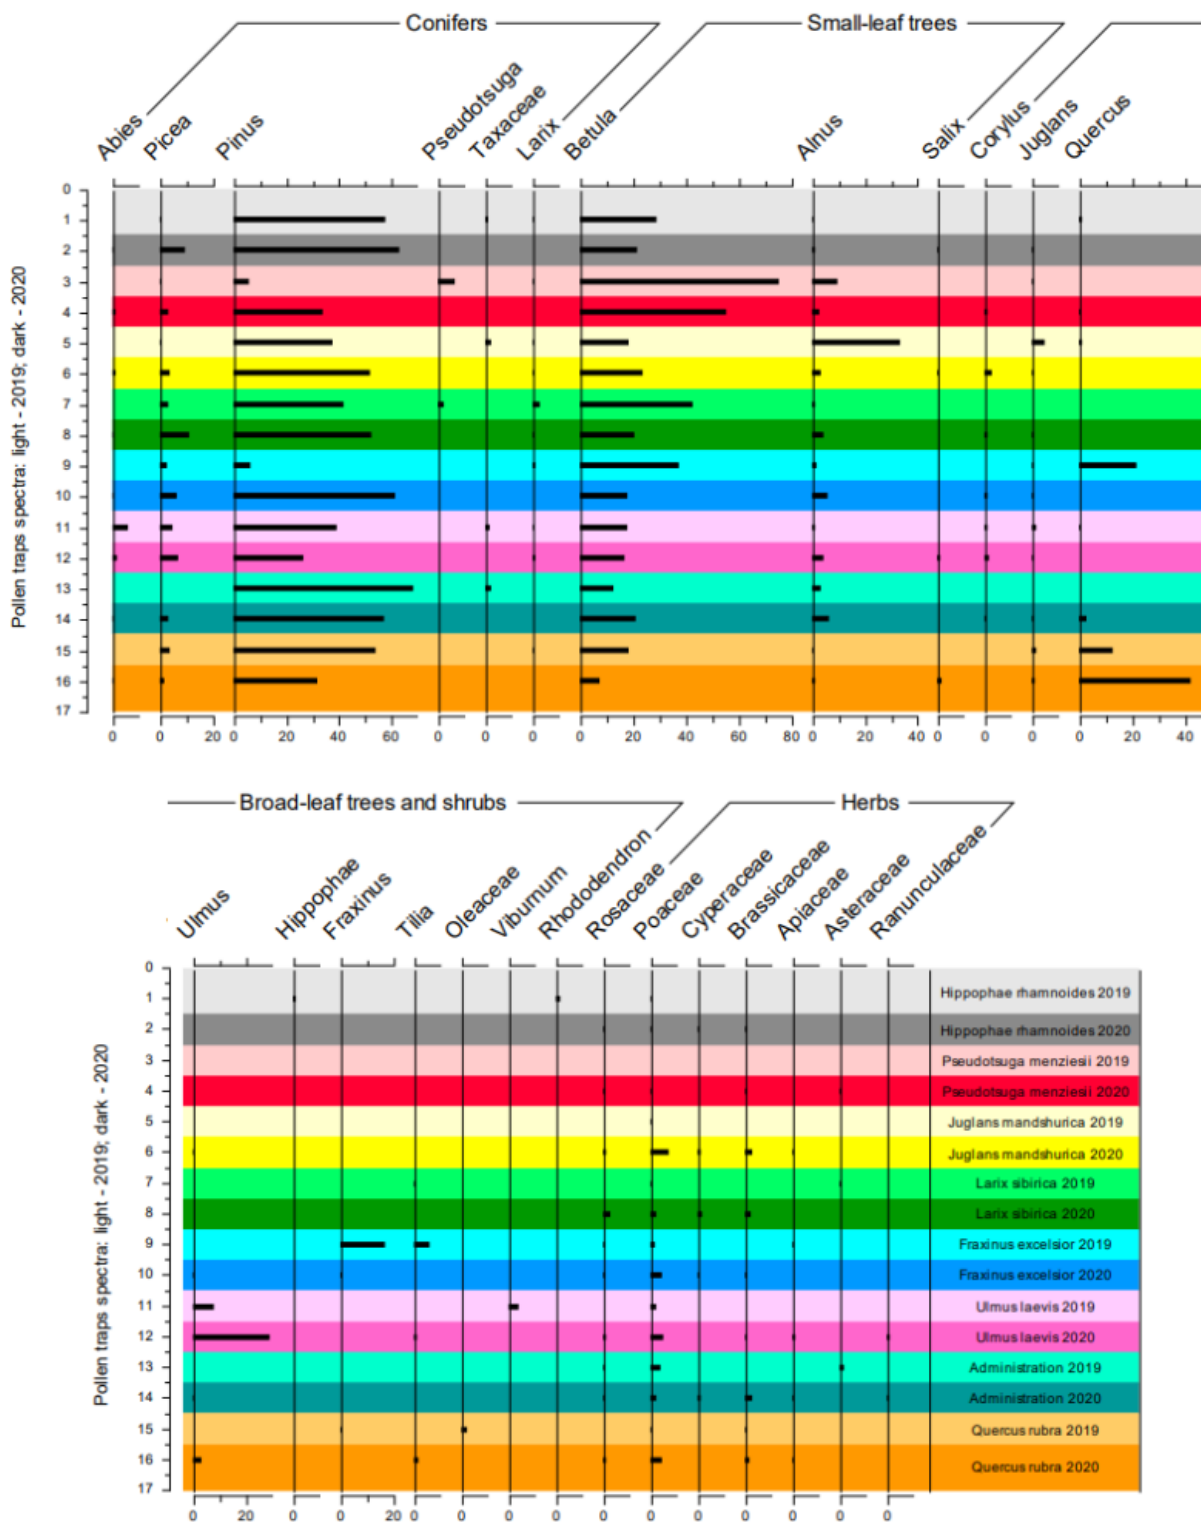 Conifers
Small-leaf trees
Abies
Picea
Pinus
Pseudotsuga
Taxaceae
Larix
Betula
Alnus
Salix
Corylus
Juglans
Quercus
Pollen traps spectra: light - 2019; dark - 2020
0
1
2
3
4
5
6
7
8
9
10
11
12
13
14
15
16
17
0 0 20 0 20 40 60 0 0 0 0 20 40 60 80 0 20 40 0 0 0 0 20 40
Broad-leaf trees and shrubs
Herbs
Ulmus
Hippophae
Fraxinus
Tilia
Oleaceae
Viburnum
Rhododendron
Rosaceae
Poaceae
Cyperaceae
Brassicaceae
Apiaceae
Asteraceae
Ranunculaceae
Pollen traps spectra: light - 2019; dark - 2020
0
1 Hippophae rhamnoides 2019
2 Hippophae rhamnoides 2020
3 Pseudotsuga menziesii 2019
4 Pseudotsuga menziesii 2020
5 Juglans mandshurica 2019
6 Juglans mandshurica 2020
7 Larix sibirica 2019
8 Larix sibirica 2020
9 Fraxinus excelsior 2019
10 Fraxinus excelsior 2020
11 Ulmus laevis 2019
12 Ulmus laevis 2020
13 Administration 2019
14 Administration 2020
15 Quercus rubra 2019
16 Quercus rubra 2020
17
0 20 0 0 20 0 0 0 0 0 0 0 0 0 0 0